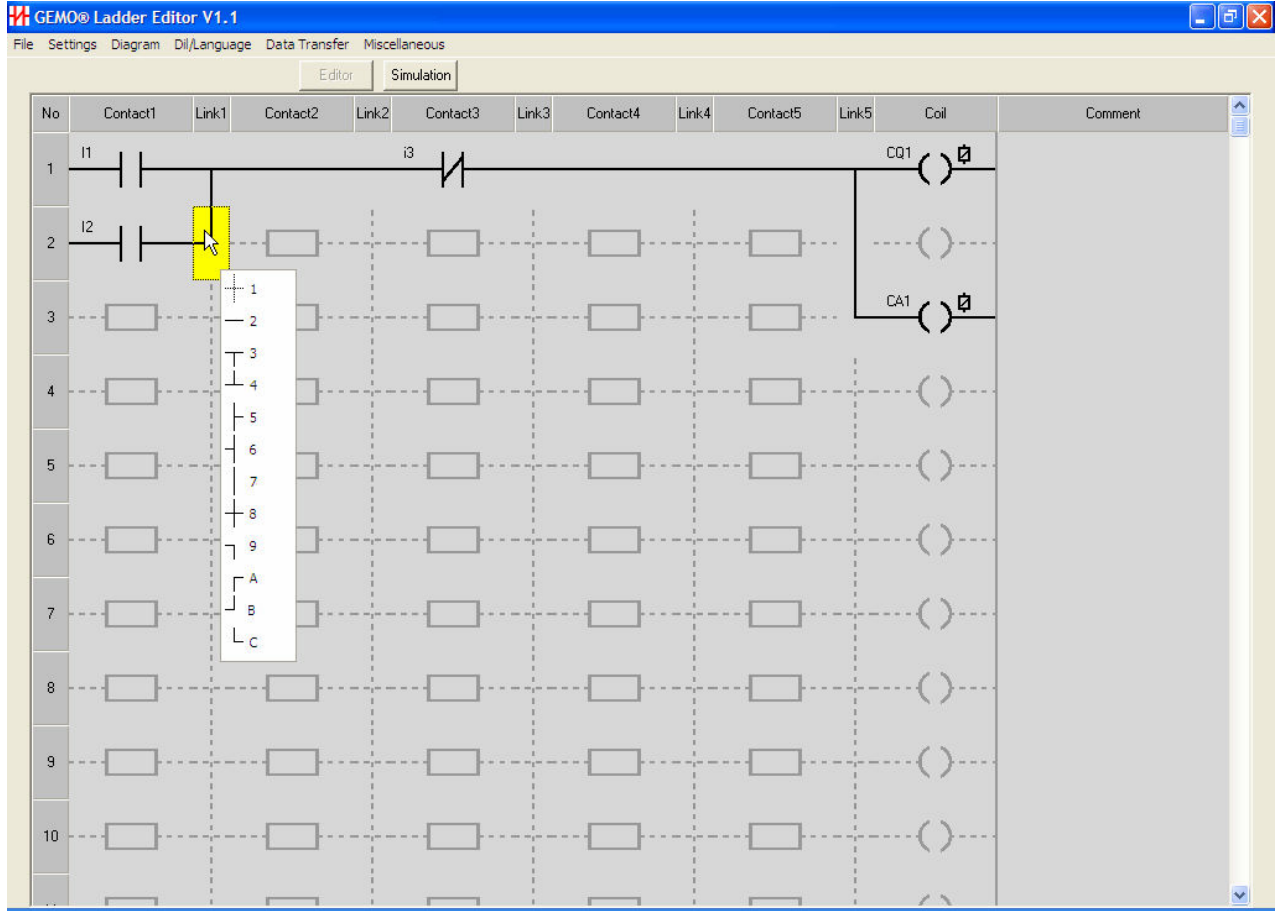 GEMO® Ladder Editor V1.1
File Settings Diagram Dil/Language Data Transfer Miscellaneous
Editor Simulation
No Contact1 Link1 Contact2 Link2 Contact3 Link3 Contact4 Link4 Contact5 Link5 Coil Comment
I1 i3 CQ1
1
I2
2
1
CA1
3
2
3
4
4
5
5
6
7
6
8
9
7
A
B
C
8
9
10